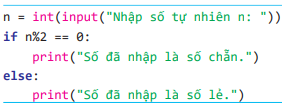 n = int(input("Nhập số tự nhiên n: "))
if n%2 == 0:
    print("Số đã nhập là số chẵn.")
else:
    print("Số đã nhập là số lẻ.")